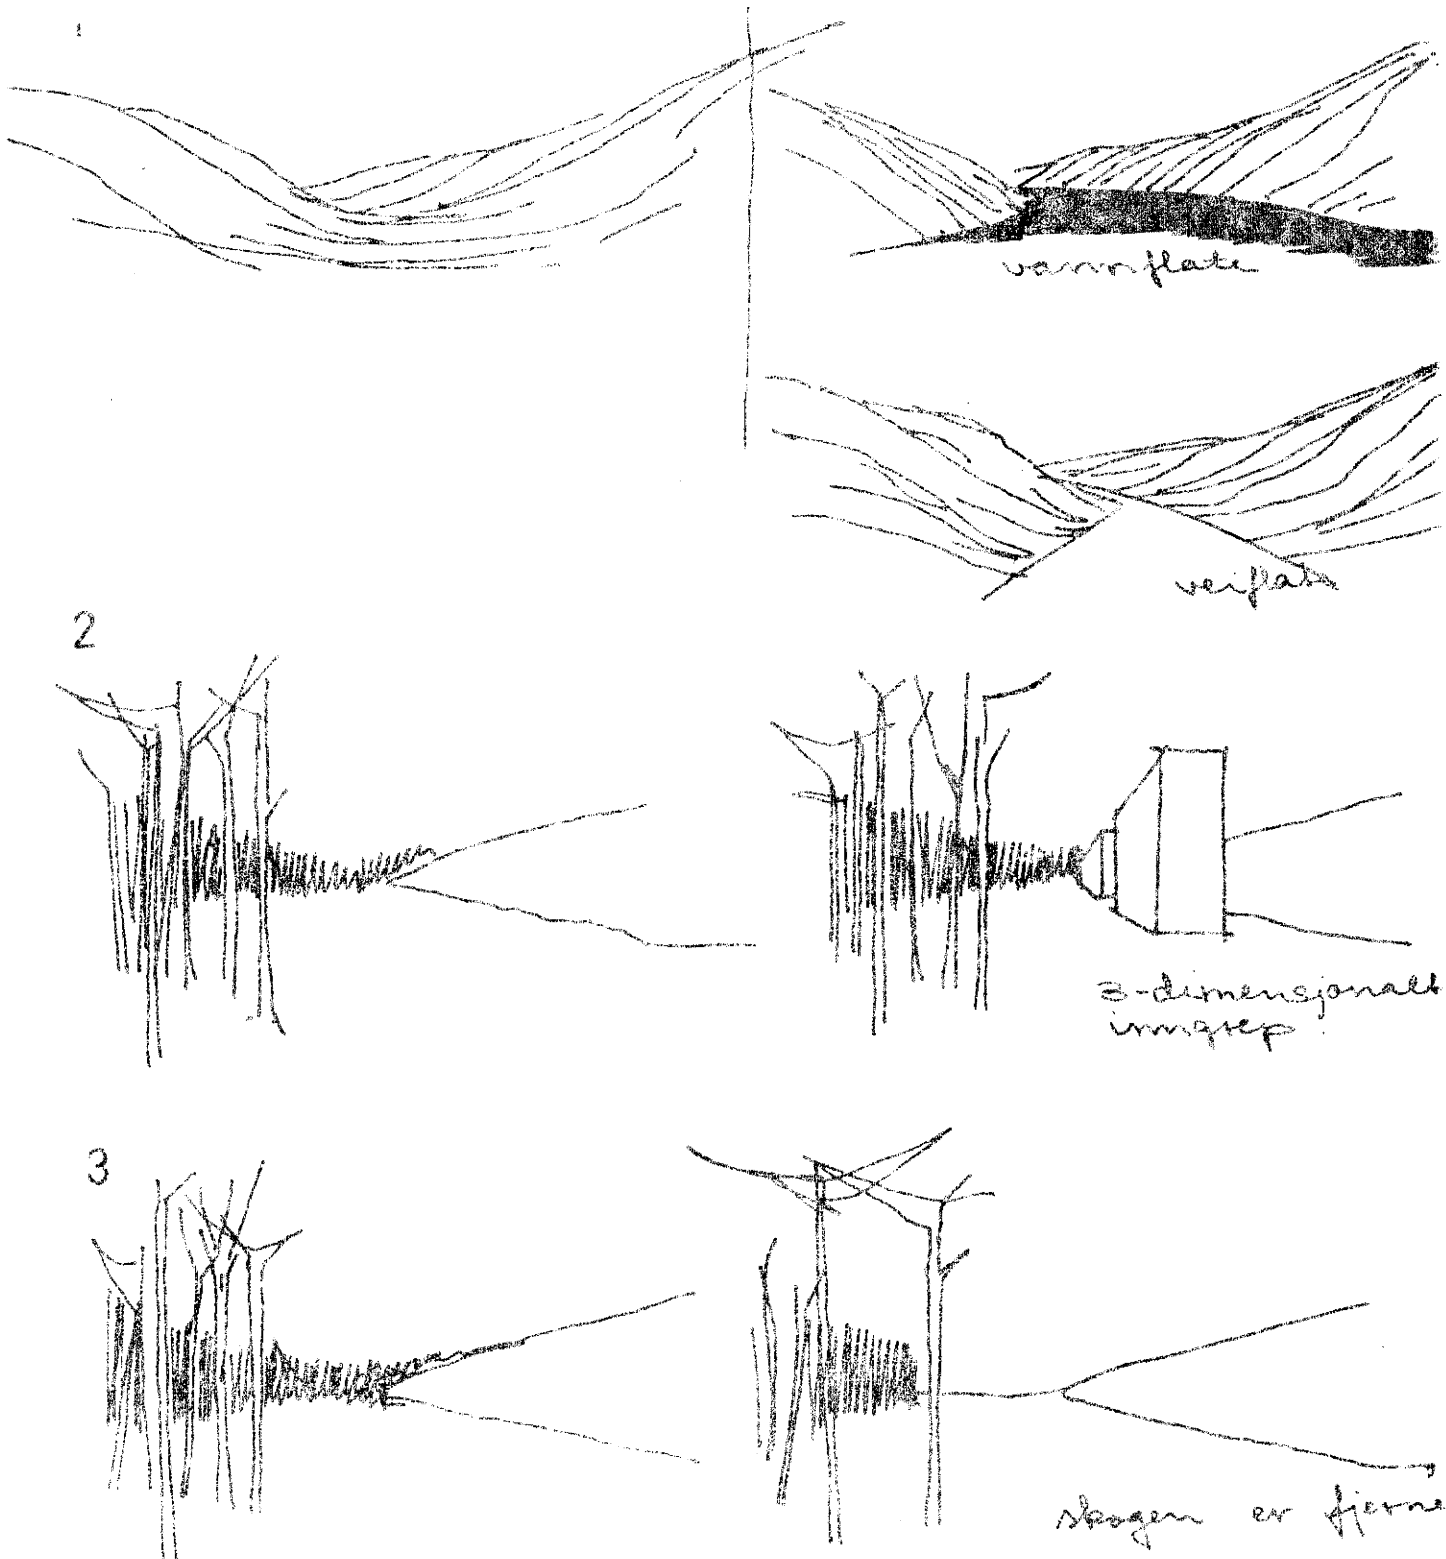 1
vannflate
veiflate
2
3-dimensjonalt
inngrep.
3
skogen er fjerne